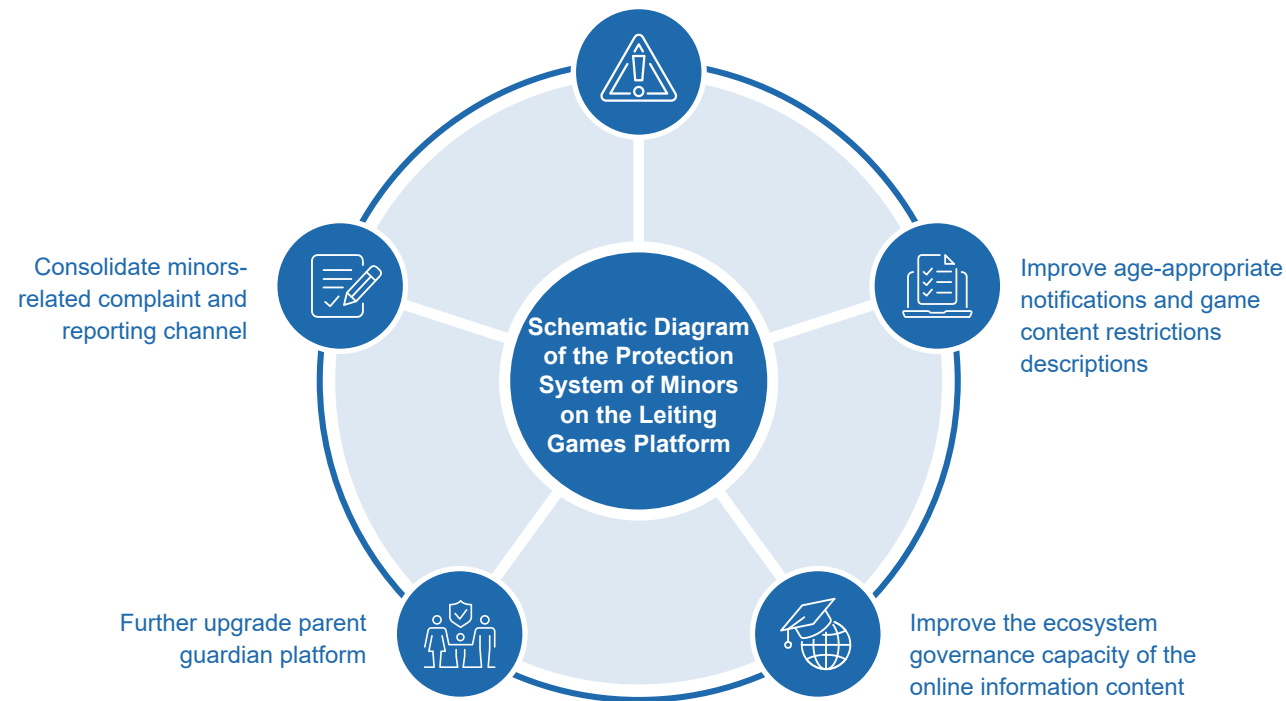 Consolidate minors-
related complaint and
reporting channel
Schematic Diagram
of the Protection
System of Minors
on the Leiting
Games Platform
Improve age-appropriate
notifications and game
content restrictions
descriptions
Further upgrade parent
guardian platform
Improve the ecosystem
governance capacity of the
online information content